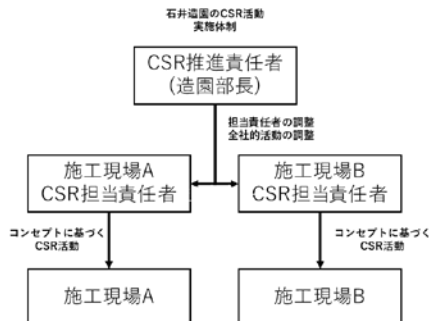 石井造園のCSR活動
実施体制
CSR推進責任者
(造園部長)
担当責任者の調整
全社的活動の調整
施工現場A
CSR担当責任者
施工現場B
CSR担当責任者
コンセプトに基づく
CSR活動
コンセプトに基づく
CSR活動
施工現場A
施工現場B